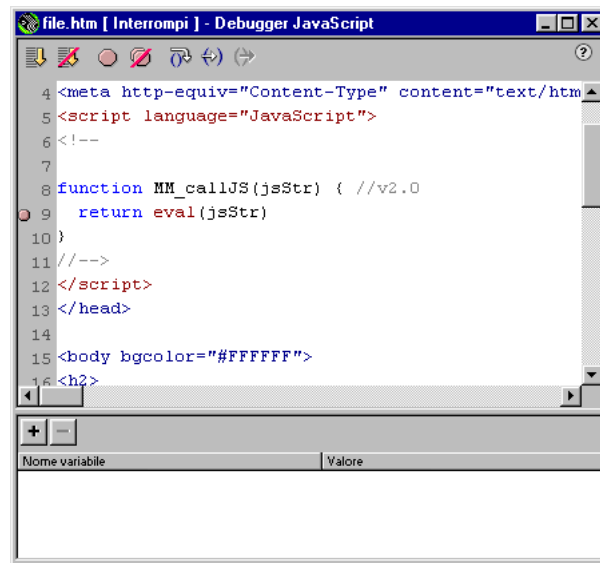 file.htm [ Interrompi ] - Debugger JavaScript
?
4 <meta http-equiv="Content-Type" content="text/htm
5 <script language="JavaScript">
6 <!--
7
8 function MM_callJS(jsStr) { //v2.0
9 return eval(jsStr)
10 }
11 //-->
12 </script>
13 </head>
14
15 <body bgcolor="#FFFFFF">
16 <h2>
+ −
Nome variabile Valore